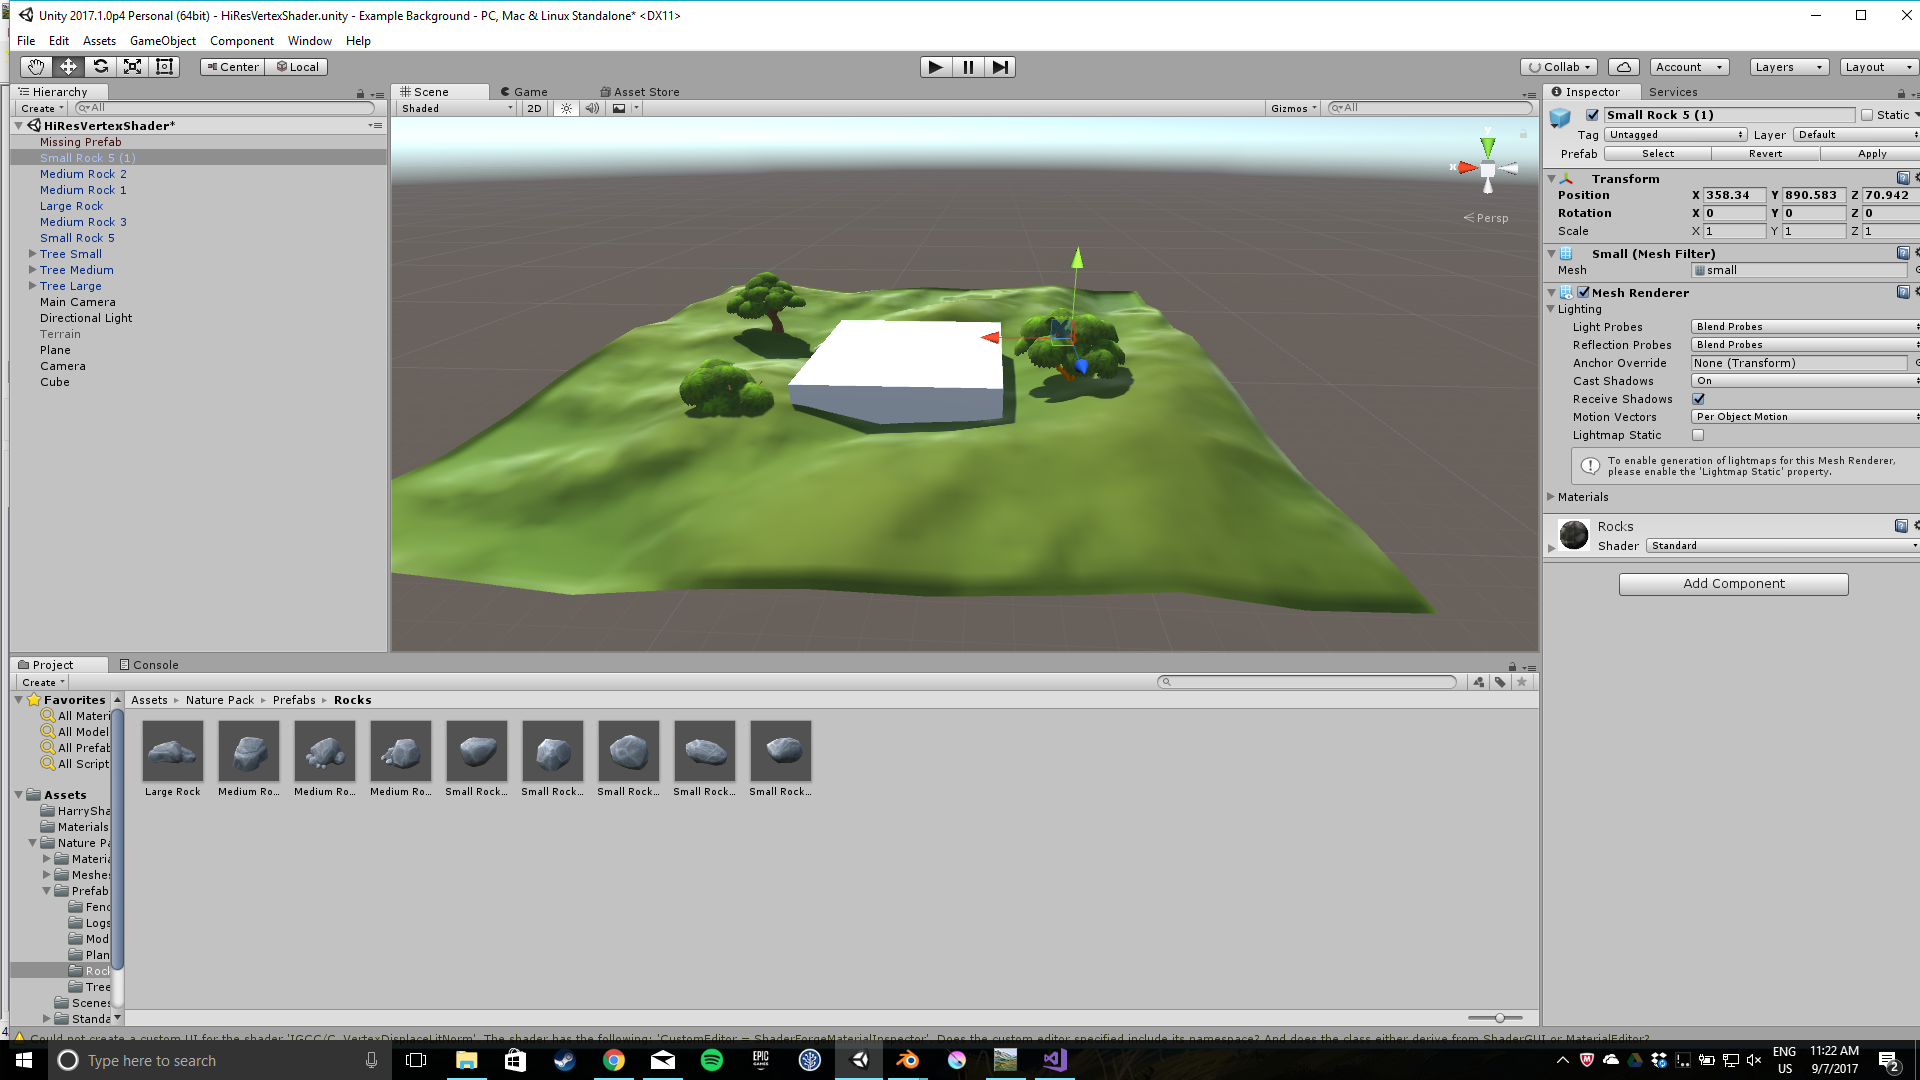 Unity 2017.1.0p4 Personal (64bit) - HiResVertexShader.unity - Example Background - PC, Mac & Linux Standalone* <DX11>
File Edit Assets GameObject Component Window Help
Center Local
Collab Account Layers Layout
Hierarchy
Create All
HiResVertexShader*
Missing Prefab
Small Rock 5 (1)
Medium Rock 2
Medium Rock 1
Large Rock
Medium Rock 3
Small Rock 5
Tree Small
Tree Medium
Tree Large
Main Camera
Directional Light
Terrain
Plane
Camera
Cube
Scene Game Asset Store
Shaded 2D Gizmos All
y
x
Persp
Inspector Services
Small Rock 5 (1) Static
Tag Untagged Layer Default
Prefab Select Revert Apply
Transform
Position X 358.34 Y 890.583 Z 70.942
Rotation X 0 Y 0 Z 0
Scale X 1 Y 1 Z 1
Small (Mesh Filter)
Mesh small
Mesh Renderer
Lighting
Light Probes Blend Probes
Reflection Probes Blend Probes
Anchor Override None (Transform)
Cast Shadows On
Receive Shadows
Motion Vectors Per Object Motion
Lightmap Static
To enable generation of lightmaps for this Mesh Renderer,
please enable the 'Lightmap Static' property.
Materials
Rocks
Shader Standard
Add Component
Project Console
Create
Favorites
All Materi
All Model
All Prefab
All Script
Assets
HarrySha
Materials
Nature Pa
Materia
Meshes
Prefab
Fenc
Logs
Mod
Plan
Rock
Tree
Scenes
Standa
Assets Nature Pack Prefabs Rocks
Large Rock Medium Ro... Medium Ro... Medium Ro... Small Rock... Small Rock... Small Rock... Small Rock... Small Rock...
Could not create a custom UI for the shader 'IGGC/C_VertexDisplaceLitNorm'. The shader has the following: 'CustomEditor = ShaderForgeMaterialInspector'. Does the custom editor specified include its namespace? And does the class either derive from ShaderGUI or MaterialEditor?
Type here to search
EPIC GAMES
ENG
US
11:22 AM
9/7/2017
2